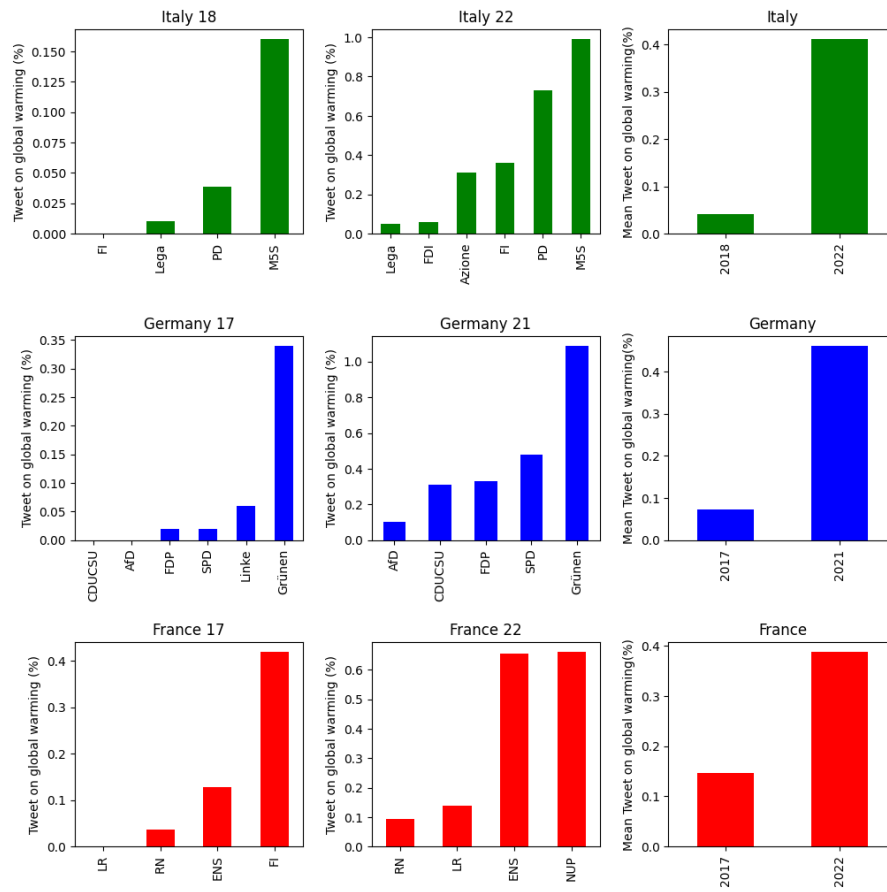 Italy 18
Tweet on global warming (%)
0.150
0.125
0.100
0.075
0.050
0.025
0.000
FI
Lega
PD
M5S
Italy 22
Tweet on global warming (%)
1.0
0.8
0.6
0.4
0.2
0.0
Lega
FDI
Azione
FI
PD
M5S
Italy
Mean Tweet on global warming(%)
0.4
0.3
0.2
0.1
0.0
2018
2022
Germany 17
Tweet on global warming (%)
0.35
0.30
0.25
0.20
0.15
0.10
0.05
0.00
CDUCSU
AfD
FDP
SPD
Linke
Grünen
Germany 21
Tweet on global warming (%)
1.0
0.8
0.6
0.4
0.2
0.0
AfD
CDUCSU
FDP
SPD
Grünen
Germany
Mean Tweet on global warming(%)
0.4
0.3
0.2
0.1
0.0
2017
2021
France 17
Tweet on global warming (%)
0.4
0.3
0.2
0.1
0.0
LR
RN
ENS
FI
France 22
Tweet on global warming (%)
0.6
0.5
0.4
0.3
0.2
0.1
0.0
RN
LR
ENS
NUP
France
Mean Tweet on global warming(%)
0.4
0.3
0.2
0.1
0.0
2017
2022